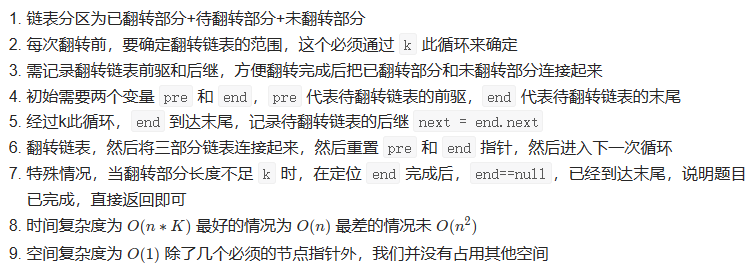 1. 链表分区为已翻转部分+待翻转部分+未翻转部分
2. 每次翻转前，要确定翻转链表的范围，这个必须通过 k 此循环来确定
3. 需记录翻转链表前驱和后继，方便翻转完成后把已翻转部分和未翻转部分连接起来
4. 初始需要两个变量 pre 和 end，pre 代表待翻转链表的前驱，end 代表待翻转链表的末尾
5. 经过k此循环，end 到达末尾，记录待翻转链表的后继 next = end.next
6. 翻转链表，然后将三部分链表连接起来，然后重置 pre 和 end 指针，然后进入下一次循环
7. 特殊情况，当翻转部分长度不足 k 时，在定位 end 完成后，end==null，已经到达末尾，说明题目
已完成，直接返回即可
8. 时间复杂度为 O(n * K) 最好的情况为 O(n) 最差的情况未 O(n²)
9. 空间复杂度为 O(1) 除了几个必须的节点指针外，我们并没有占用其他空间